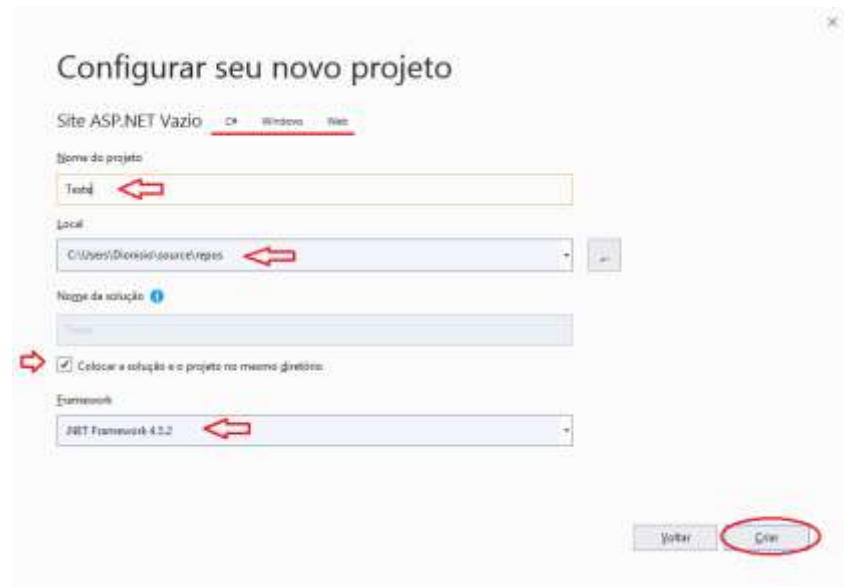 Configurar seu novo projeto
Site ASP.NET Vazio C# Windows Web
Nome do projeto
Teste
Local
C:\Users\Dionisio\source\repos
...
Nome da solução
Teste
Colocar a solução e o projeto no mesmo diretório
Framework
.NET Framework 4.5.2
Voltar Criar